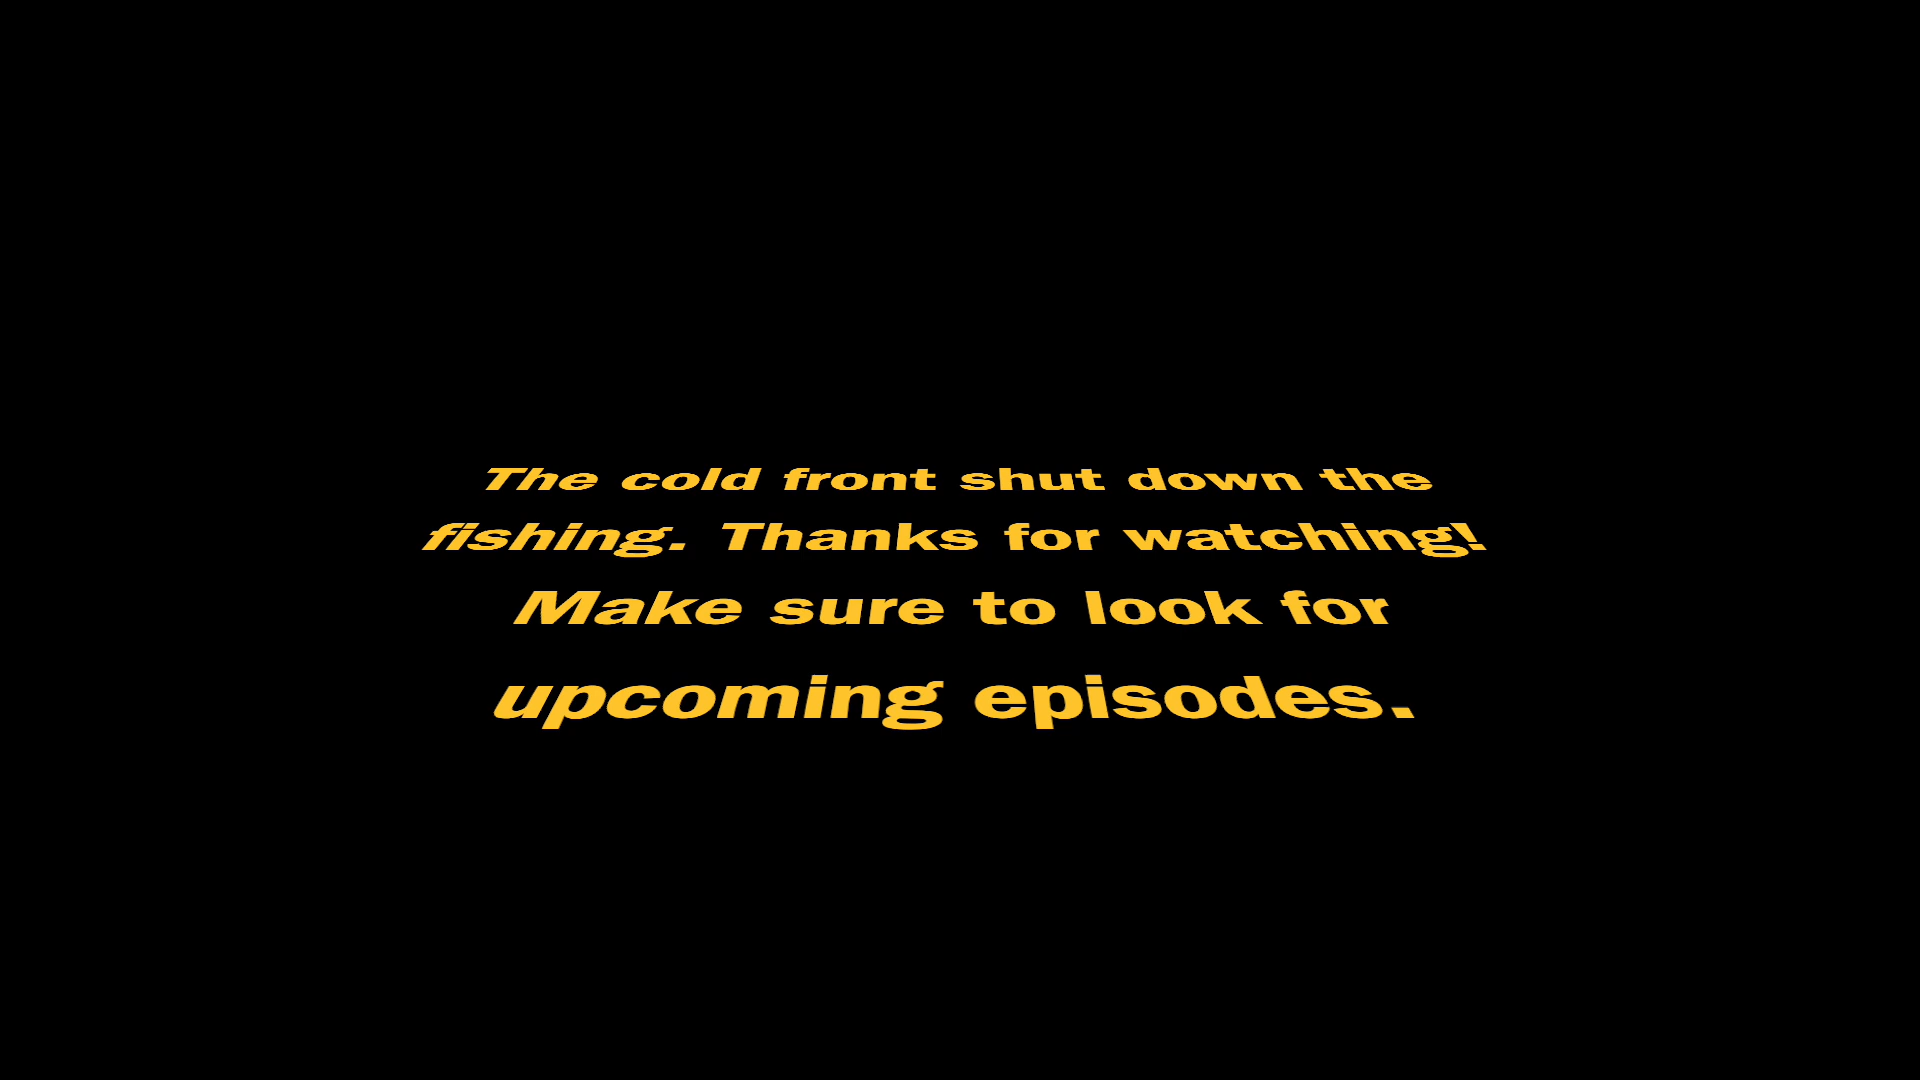 The cold front shut down the
fishing. Thanks for watching!
Make sure to look for
upcoming episodes.